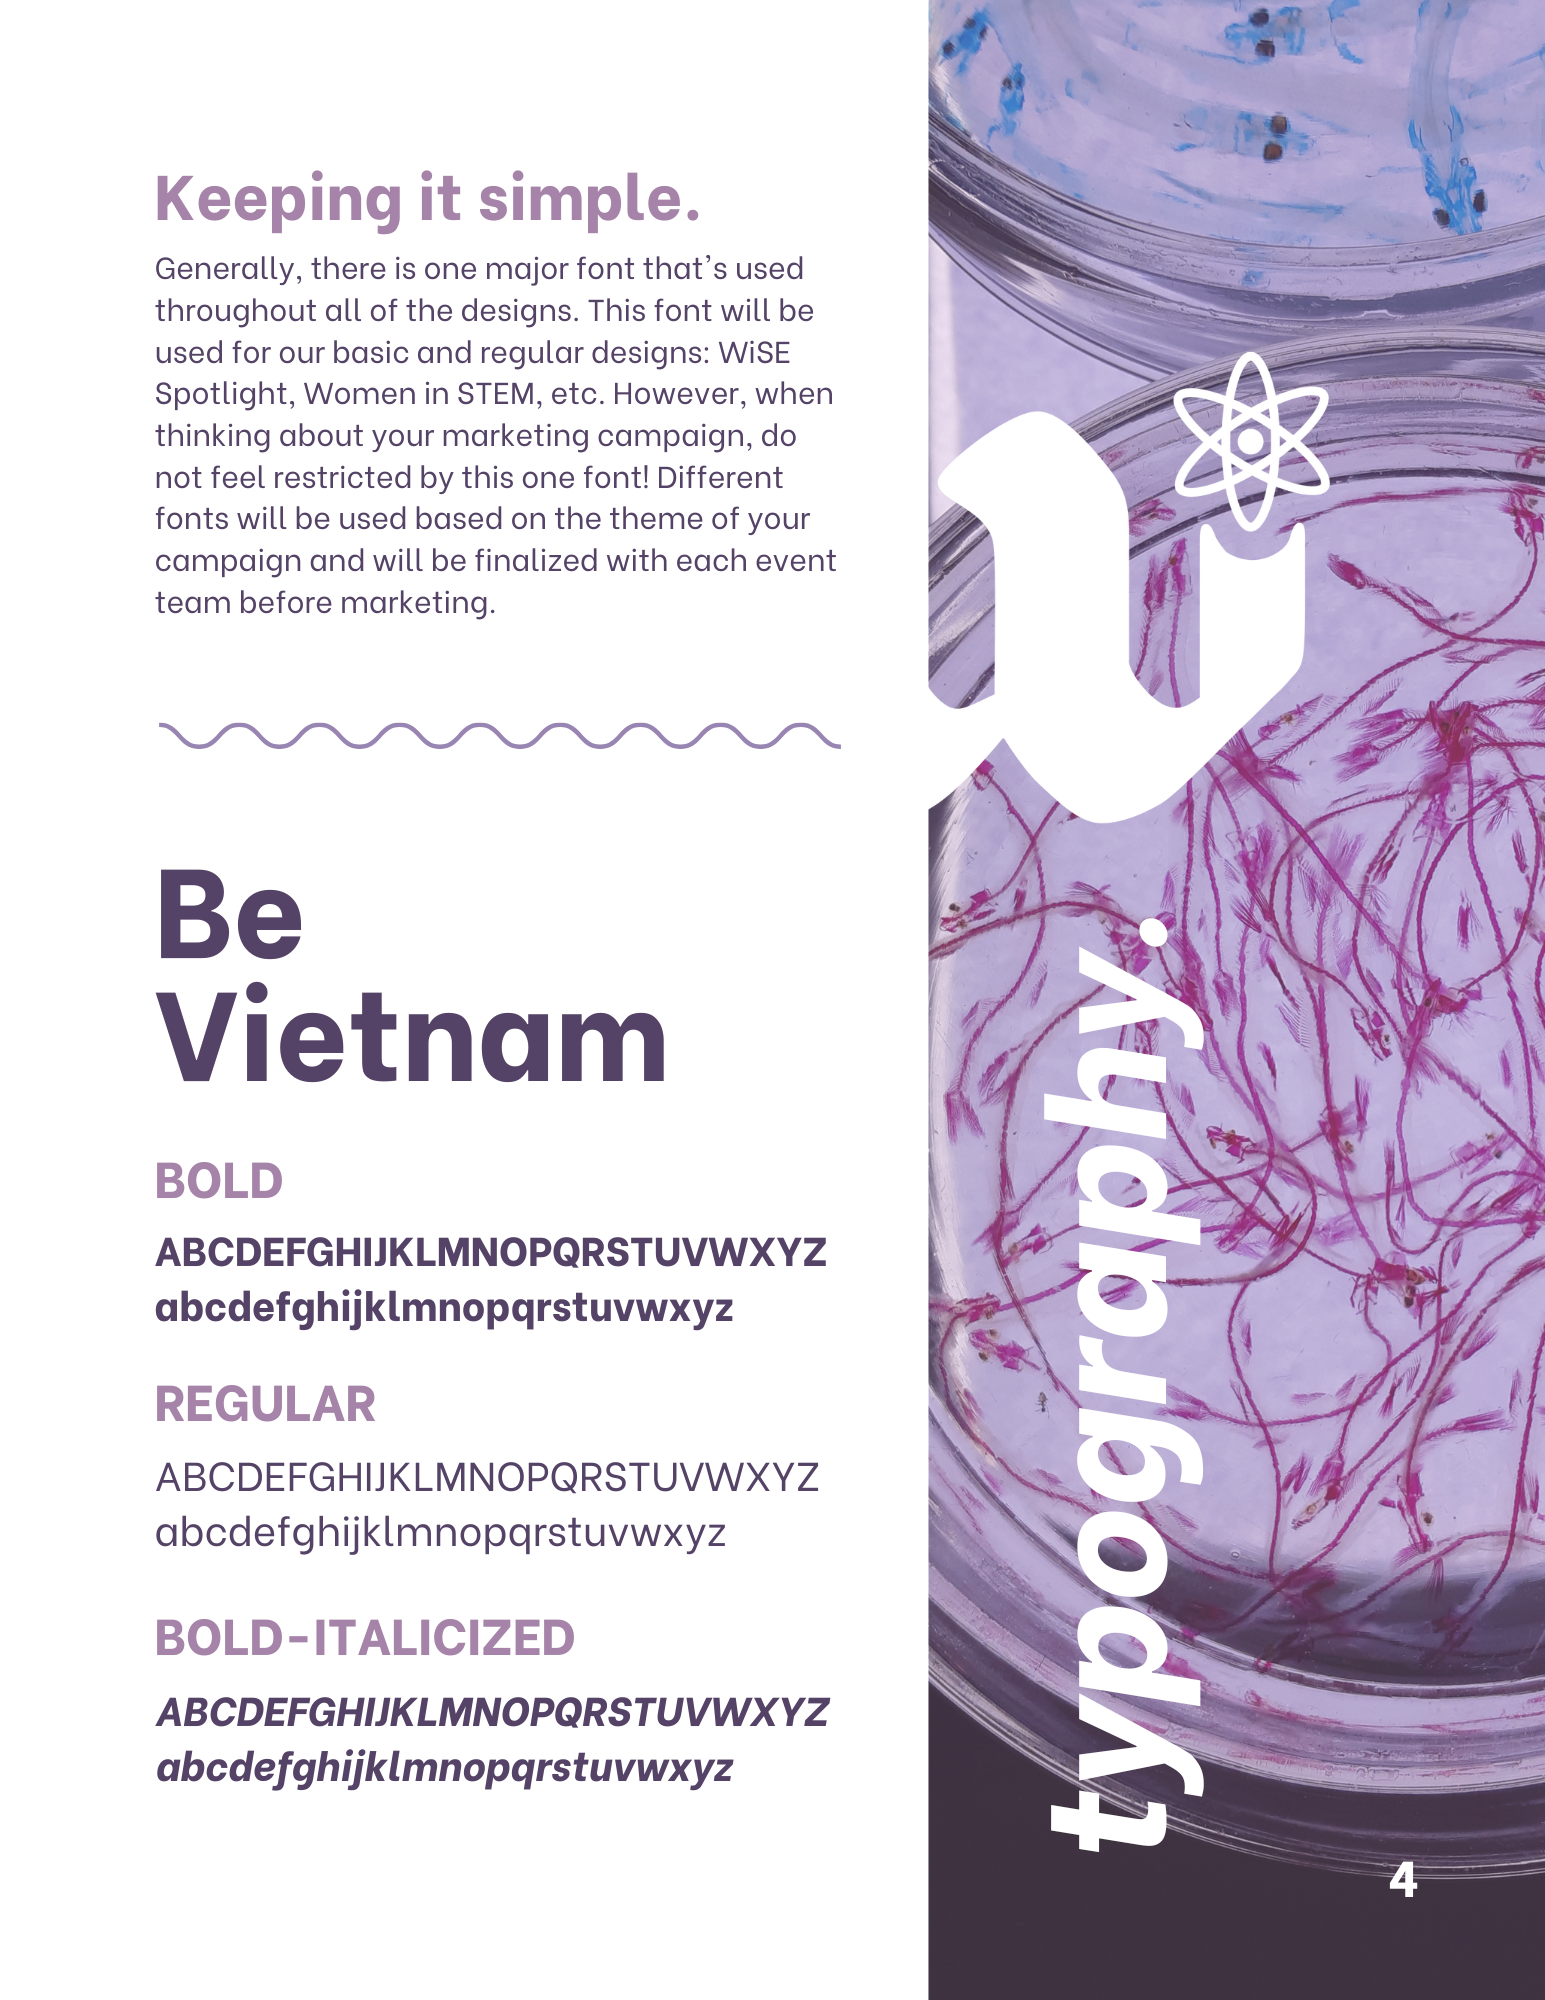 Keeping it simple.
Generally, there is one major font that's used
throughout all of the designs. This font will be
used for our basic and regular designs: WiSE
Spotlight, Women in STEM, etc. However, when
thinking about your marketing campaign, do
not feel restricted by this one font! Different
fonts will be used based on the theme of your
campaign and will be finalized with each event
team before marketing.
Be
Vietnam
BOLD
ABCDEFGHIJKLMNOPQRSTUVWXYZ
abcdefghijklmnopqrstuvwxyz
REGULAR
ABCDEFGHIJKLMNOPQRSTUVWXYZ
abcdefghijklmnopqrstuvwxyz
BOLD-ITALICIZED
ABCDEFGHIJKLMNOPQRSTUVWXYZ
abcdefghijklmnopqrstuvwxyz
typography.
4